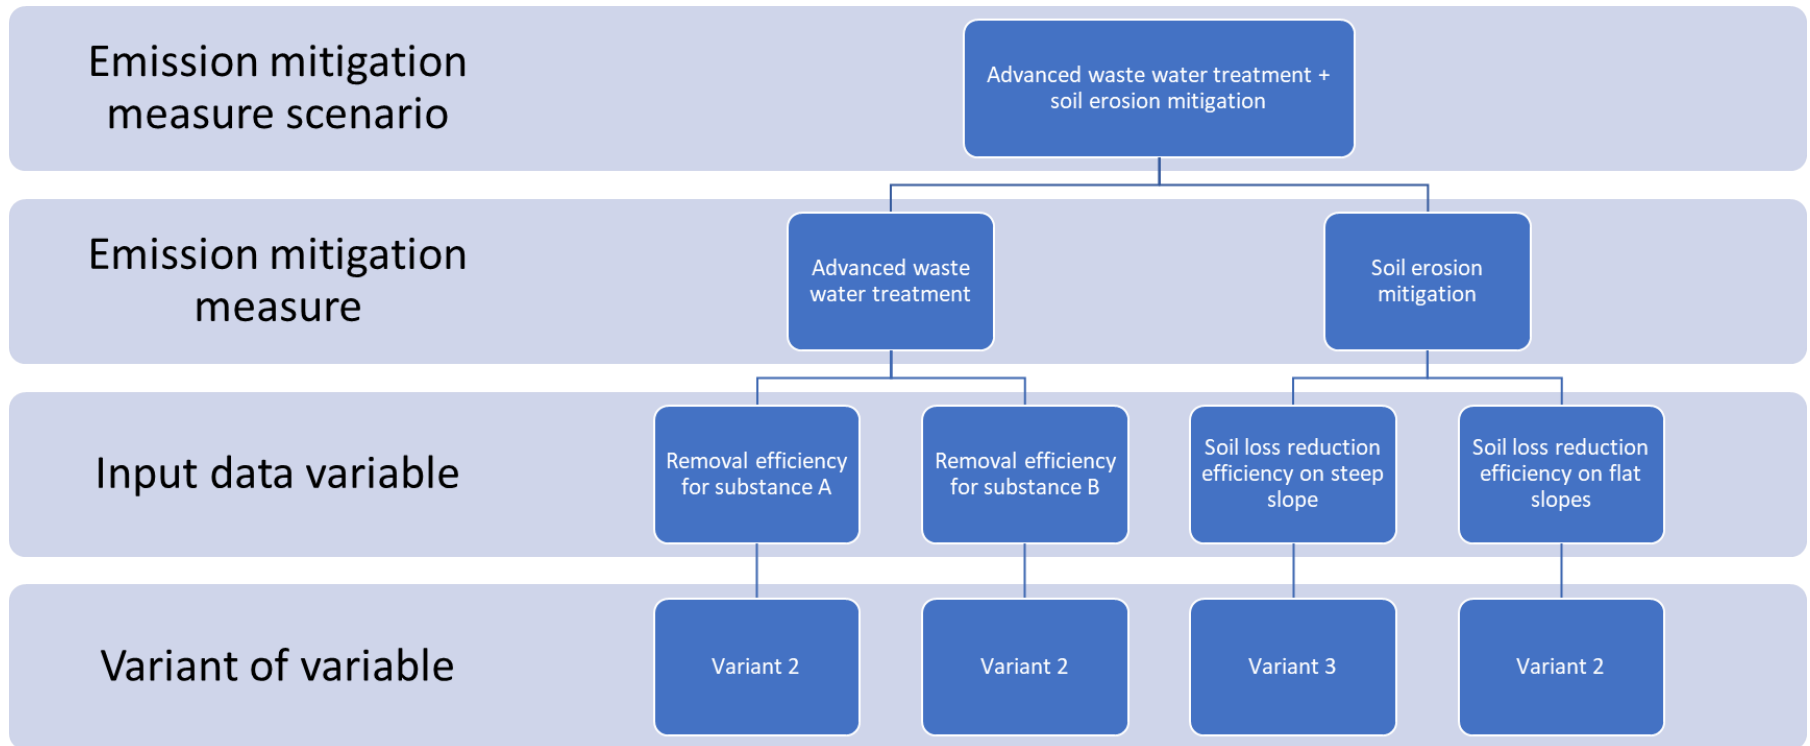 Emission mitigation
measure scenario
Advanced waste water treatment +
soil erosion mitigation
Emission mitigation
measure
Advanced waste
water treatment
Soil erosion
mitigation
Input data variable
Removal efficiency
for substance A
Removal efficiency
for substance B
Soil loss reduction
efficiency on steep
slope
Soil loss reduction
efficiency on flat
slopes
Variant of variable
Variant 2
Variant 2
Variant 3
Variant 2